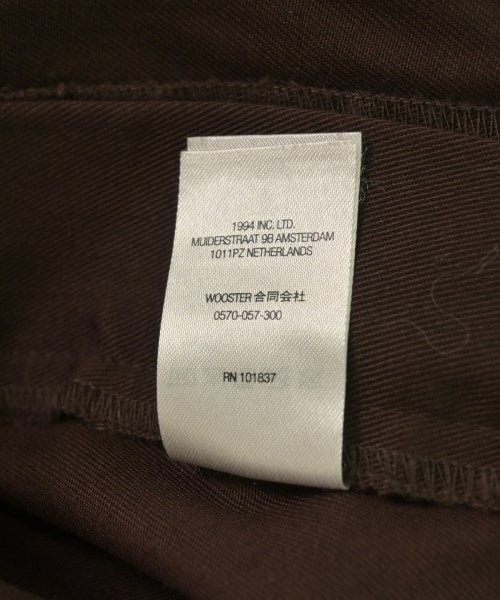 1994 INC. LTD.
MUIDERSTRAAT 9B AMSTERDAM
1011PZ NETHERLANDS
WOOSTER 合同会社
0570-057-300
RN 101837